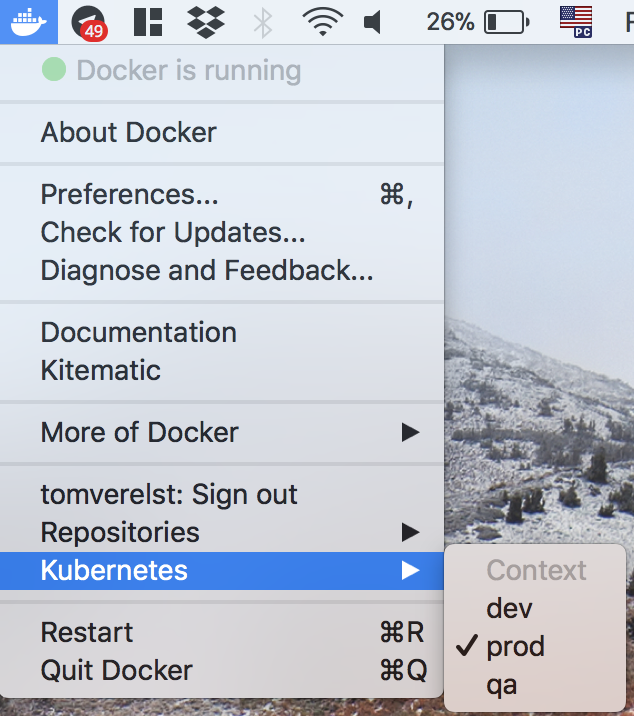 49
26%
PC
F
Docker is running
About Docker
Preferences... ⌘,
Check for Updates...
Diagnose and Feedback...
Documentation
Kitematic
More of Docker
tomverelst: Sign out
Repositories
Kubernetes
Context
dev
prod
qa
Restart ⌘R
Quit Docker ⌘Q